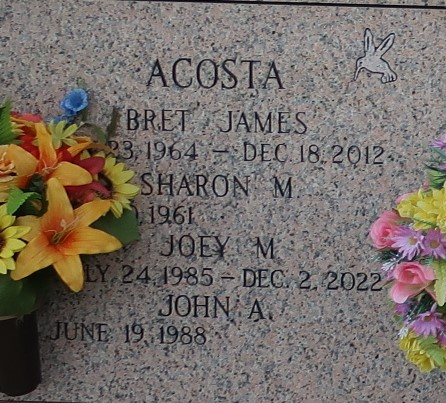 ACOSTA
BRET JAMES
23, 1964 – DEC. 18, 2012
SHARON M.
1961
JOEY M
LY. 24, 1985 – DEC. 2, 2022
JOHN A.
JUNE 19, 1988